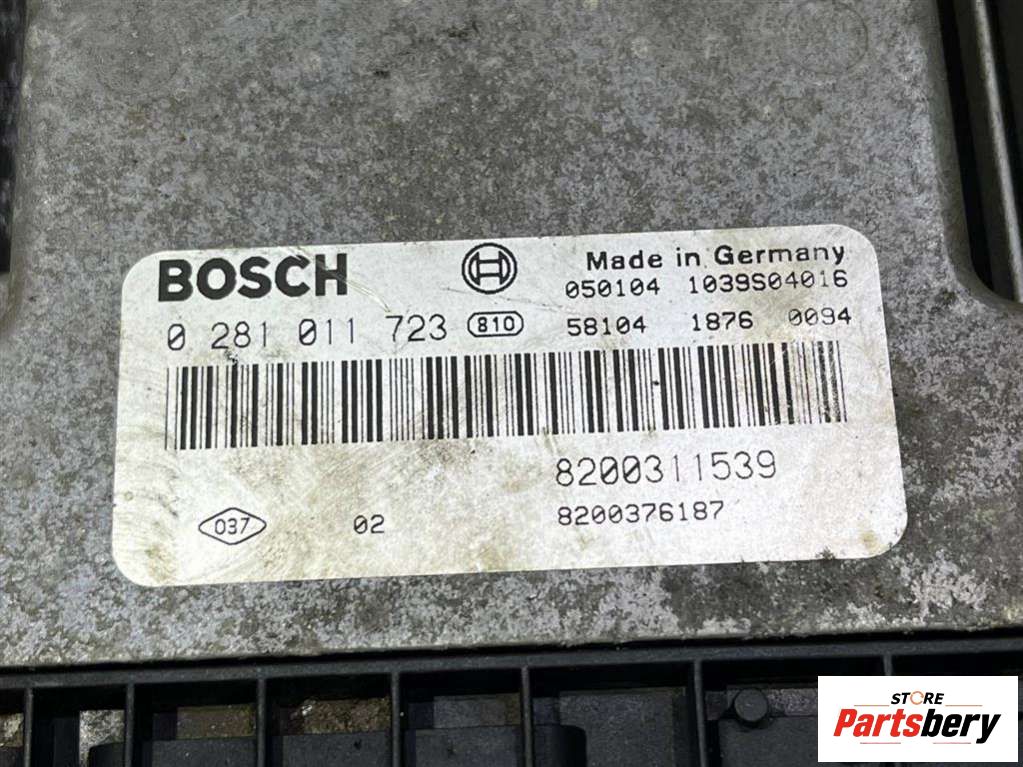 BOSCH
Made in Germany
050104 1039S04016
0 281 011 723 810 58104 1876 0094
8200311539
037 02 8200376187
STORE
Partsbery